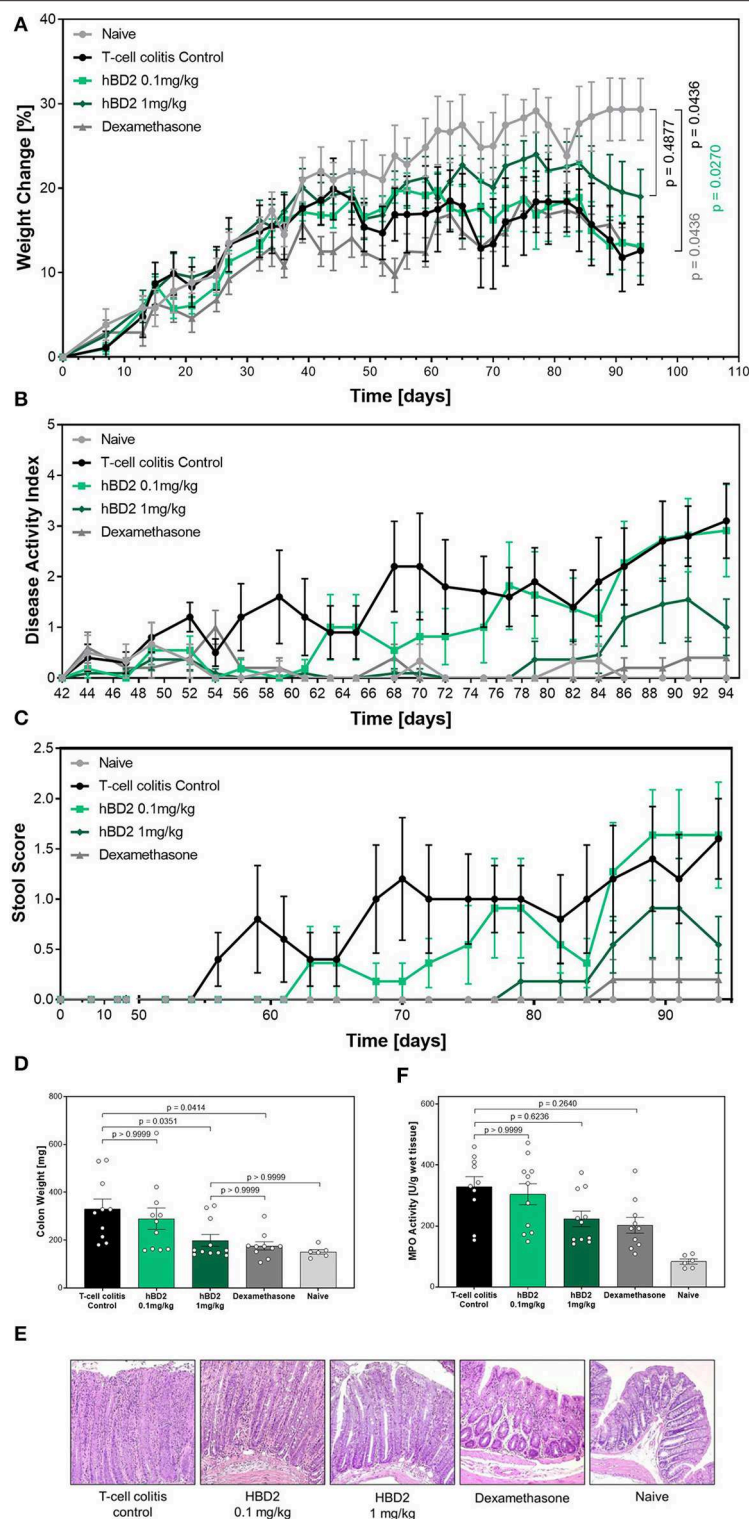 A
40
30
20
10
0
Weight Change [%]
Naive
T-cell colitis Control
hBD2 0.1mg/kg
hBD2 1mg/kg
Dexamethasone
p = 0.4877
p = 0.0436
p = 0.0270
p = 0.0436
0 10 20 30 40 50 60 70 80 90 100 110
Time [days]
B
5
4
3
2
1
0
Disease Activity Index
Naive
T-cell colitis Control
hBD2 0.1mg/kg
hBD2 1mg/kg
Dexamethasone
42 44 46 48 50 52 54 56 58 60 62 64 66 68 70 72 74 76 78 80 82 84 86 88 90 92 94
Time [days]
C
2.5
2.0
1.5
1.0
0.5
0.0
Stool Score
Naive
T-cell colitis Control
hBD2 0.1mg/kg
hBD2 1mg/kg
Dexamethasone
0 10 50 60 70 80 90
Time [days]
D
800
600
400
200
0
Colon Weight [mg]
p = 0.0414
p = 0.0351
p > 0.9999
p > 0.9999
p > 0.9999
T-cell colitis Control
hBD2 0.1mg/kg
hBD2 1mg/kg
Dexamethasone
Naive
F
600
400
200
0
MPO Activity [U/g wet tissue]
p = 0.2640
p = 0.6236
p > 0.9999
T-cell colitis Control
hBD2 0.1mg/kg
hBD2 1mg/kg
Dexamethasone
Naive
E
T-cell colitis control
HBD2 0.1 mg/kg
HBD2 1 mg/kg
Dexamethasone
Naive